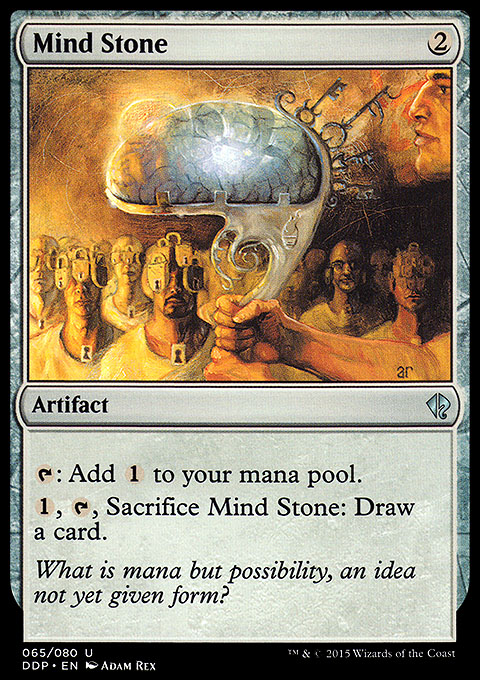 Mind Stone 2
ar
Artifact
: Add 1 to your mana pool.
1, , Sacrifice Mind Stone: Draw
a card.
What is mana but possibility, an idea
not yet given form?
065/080 U
DDP • EN Adam Rex
™ & © 2015 Wizards of the Coast